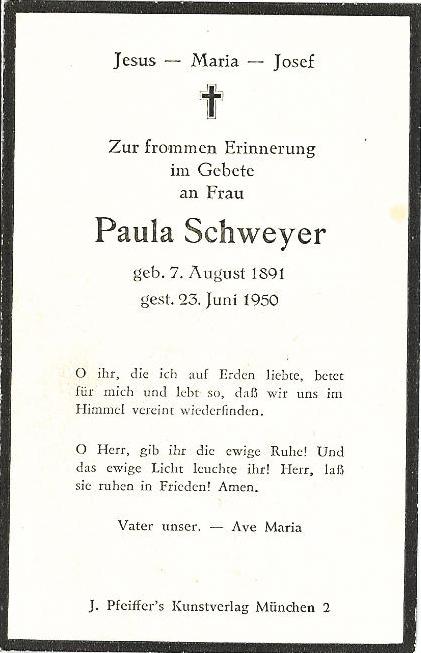 Jesus — Maria — Josef
Zur frommen Erinnerung
im Gebete
an Frau
Paula Schweyer
geb. 7. August 1891
gest. 23. Juni 1950
O ihr, die ich auf Erden liebte, betet
für mich und lebt so, daß wir uns im
Himmel vereint wiederfinden.
O Herr, gib ihr die ewige Ruhe! Und
das ewige Licht leuchte ihr! Herr, laß
sie ruhen in Frieden! Amen.
Vater unser. — Ave Maria
J. Pfeiffer's Kunstverlag München 2